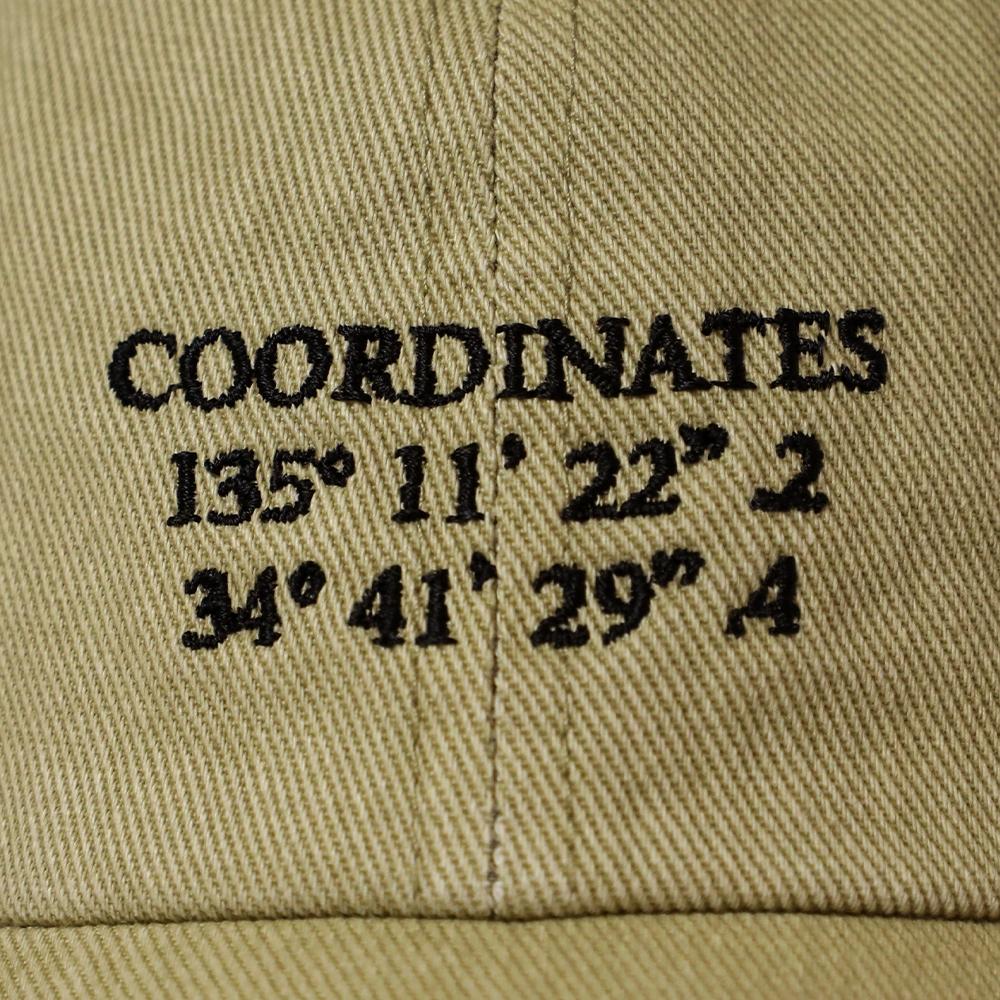 COORDINATES
135° 11’ 22” 2
34° 41’ 29” 4